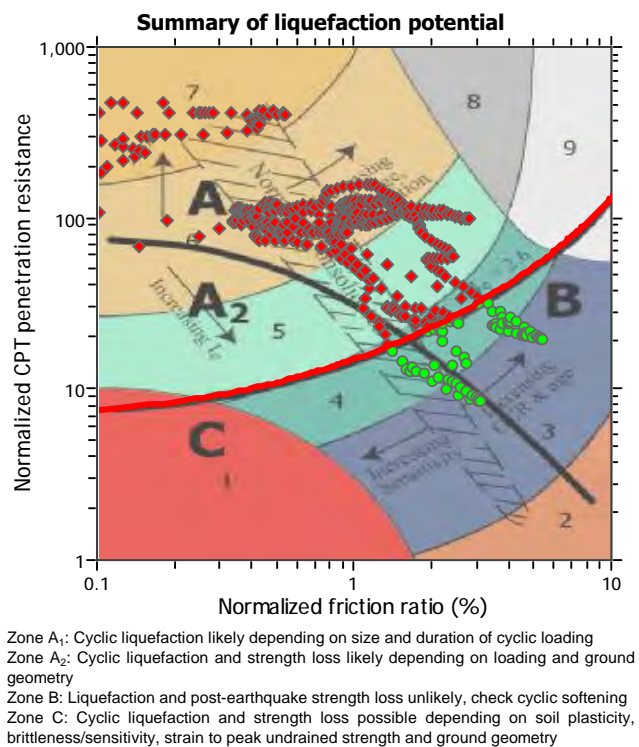 Summary of liquefaction potential
1,000
100
10
1
Normalized CPT penetration resistance
7
8
9
A
A2
5
B
4
C
1
3
2
Increasing Ic
Increasing
OCR & age
Increasing
Sensitivity
0.1
1
10
Normalized friction ratio (%)
Zone A1: Cyclic liquefaction likely depending on size and duration of cyclic loading
Zone A2: Cyclic liquefaction and strength loss likely depending on loading and ground
geometry
Zone B: Liquefaction and post-earthquake strength loss unlikely, check cyclic softening
Zone C: Cyclic liquefaction and strength loss possible depending on soil plasticity,
brittleness/sensitivity, strain to peak undrained strength and ground geometry